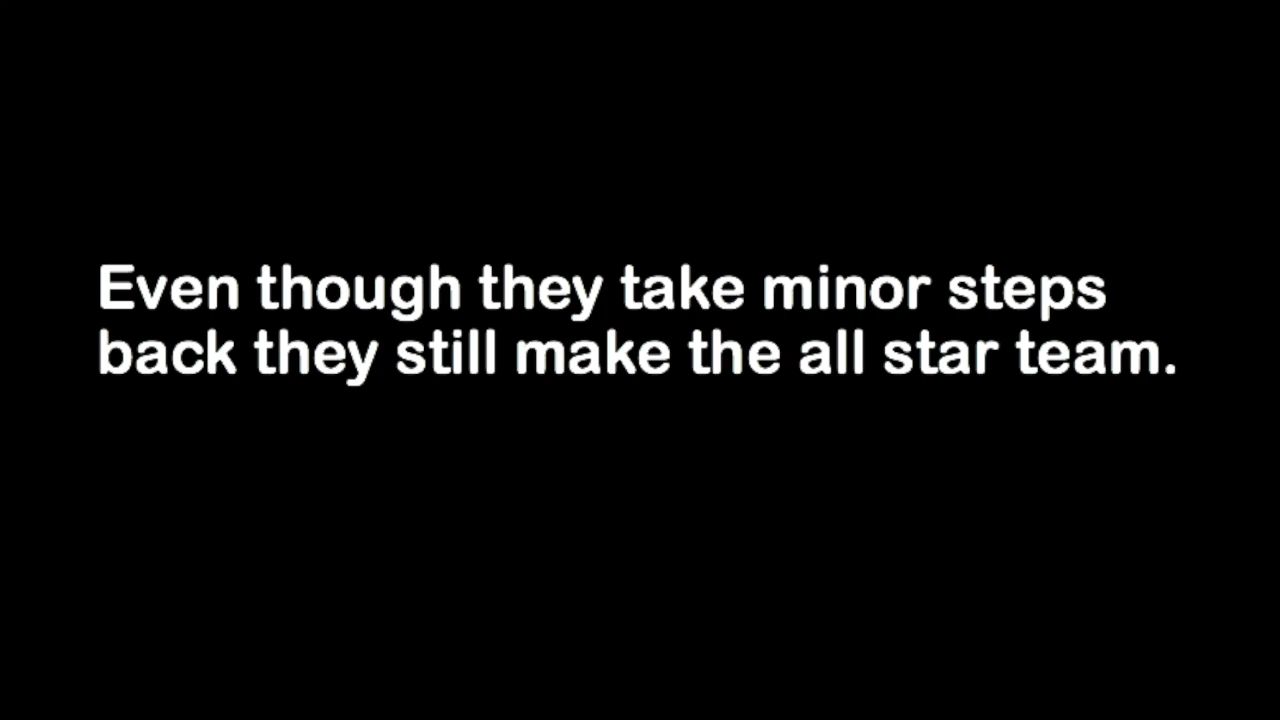 Even though they take minor steps
back they still make the all star team.